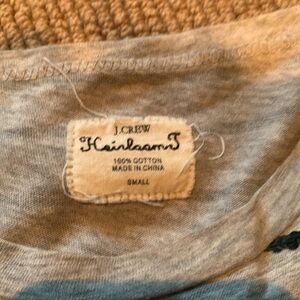 J.CREW
Heirloom T
100% COTTON
MADE IN CHINA
SMALL